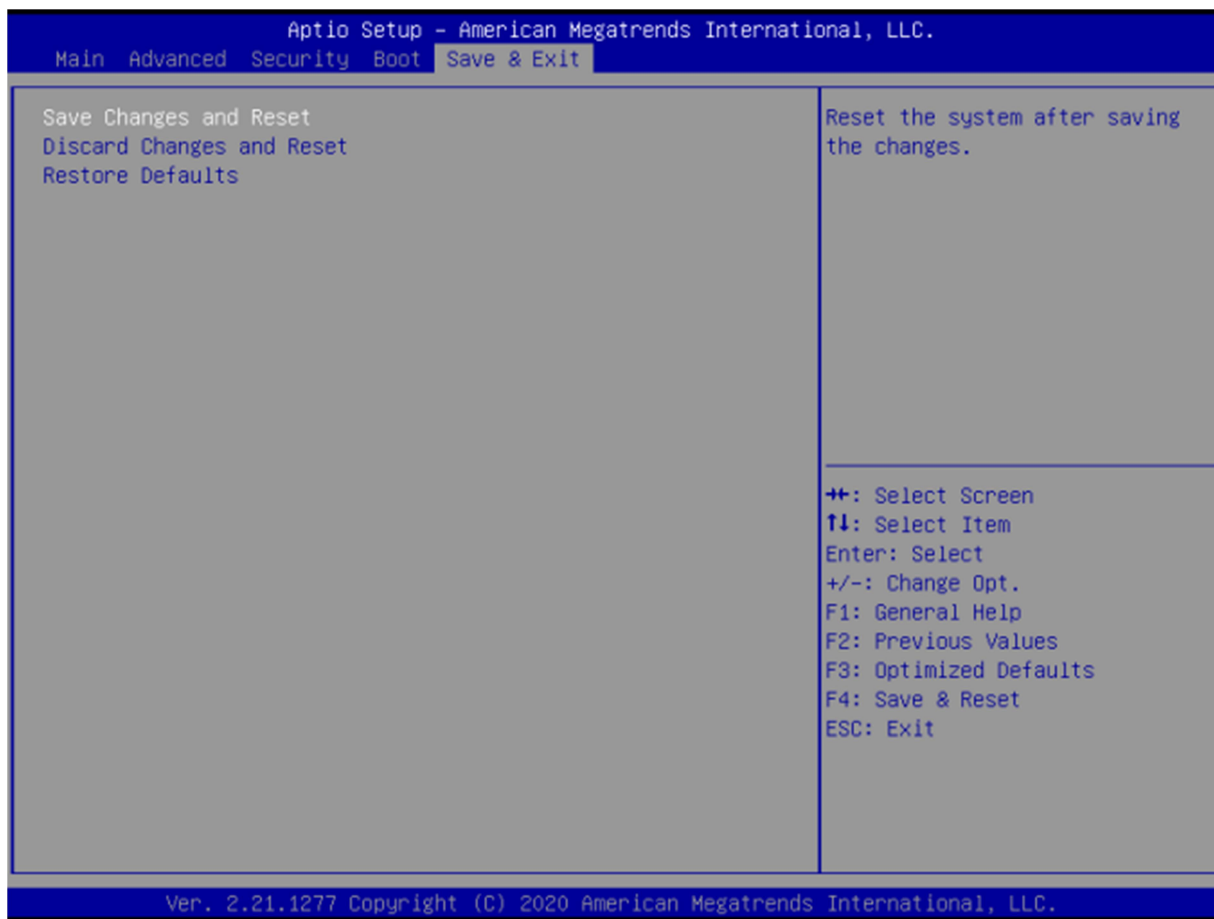 Aptio Setup – American Megatrends International, LLC.
Main Advanced Security Boot Save & Exit
Save Changes and Reset
Discard Changes and Reset
Restore Defaults
Reset the system after saving
the changes.
→←: Select Screen
↑↓: Select Item
Enter: Select
+/-: Change Opt.
F1: General Help
F2: Previous Values
F3: Optimized Defaults
F4: Save & Reset
ESC: Exit
Ver. 2.21.1277 Copyright (C) 2020 American Megatrends International, LLC.